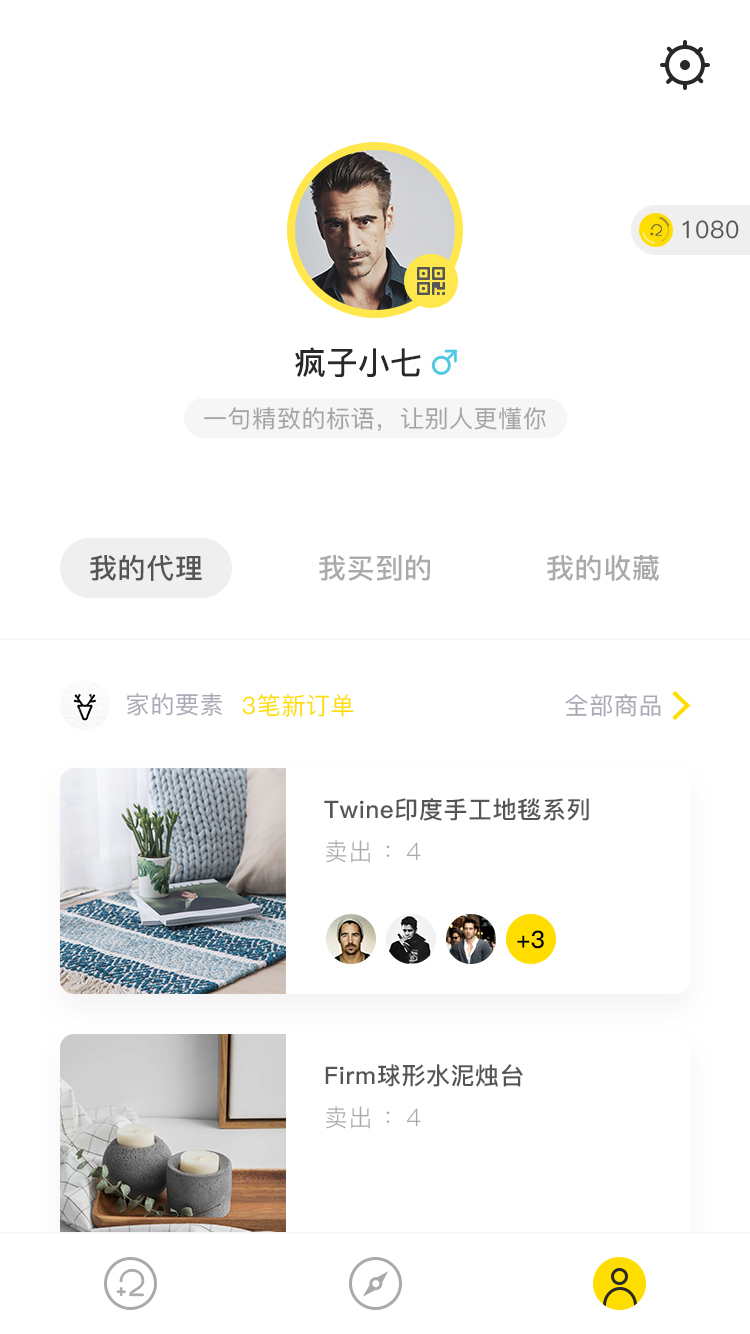 1080
疯子小七
一句精致的标语，让别人更懂你
我的代理 我买到的 我的收藏
家的要素 3笔新订单 全部商品
Twine印度手工地毯系列
卖出 ： 4
+3
Firm球形水泥烛台
卖出 ： 4
+2